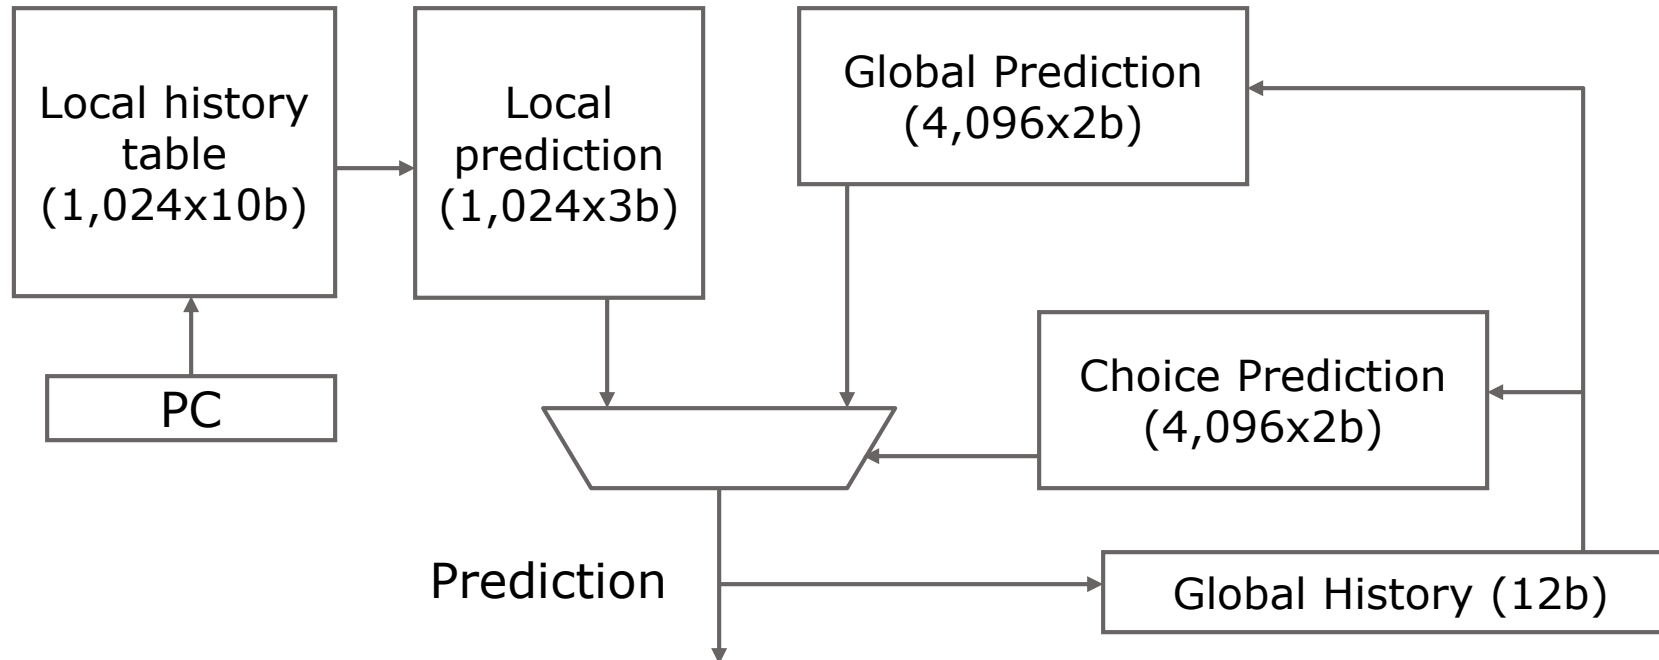 Local history
table
(1,024x10b)
Local
prediction
(1,024x3b)
Global Prediction
(4,096x2b)
PC
Choice Prediction
(4,096x2b)
Prediction
Global History (12b)